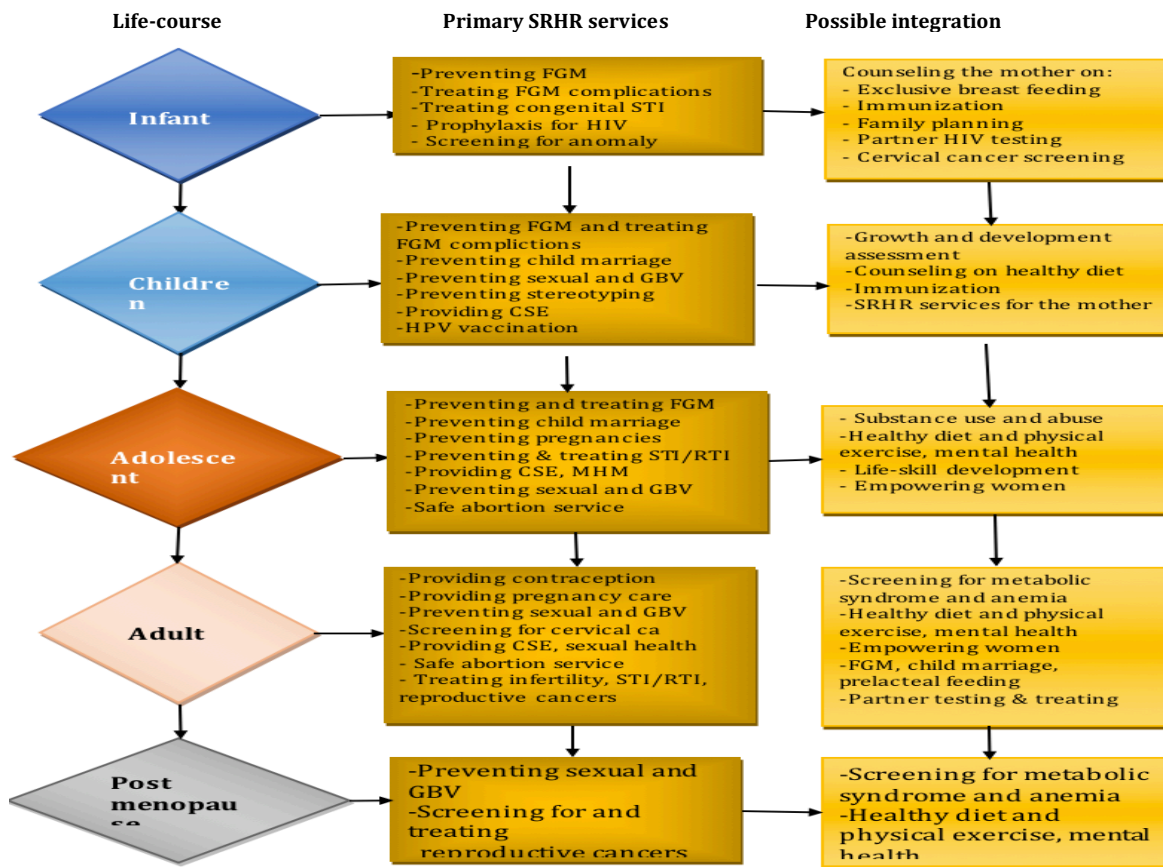 Life-course
Primary SRHR services
Possible integration
Infant
-Preventing FGM
-Treating FGM complications
-Treating congenital STI
- Prophylaxis for HIV
- Screening for anomaly
Counseling the mother on:
- Exclusive breast feeding
- Immunization
- Family planning
- Partner HIV testing
- Cervical cancer screening
Childre
n
-Preventing FGM and treating
FGM complictions
-Preventing child marriage
-Preventing sexual and GBV
-Preventing stereotyping
-Providing CSE
-HPV vaccination
-Growth and development
assessment
-Counseling on healthy diet
-Immunization
-SRHR services for the mother
Adolesce
nt
-Preventing and treating FGM
-Preventing child marriage
-Preventing pregnancies
-Preventing & treating STI/RTI
-Providing CSE, MHM
-Preventing sexual and GBV
-Safe abortion service
- Substance use and abuse
-Healthy diet and physical
exercise, mental health
- Life-skill development
- Empowering women
Adult
-Providing contraception
-Providing pregnancy care
-Preventing sexual and GBV
-Screening for cervical ca
-Providing CSE, sexual health
- Safe abortion service
- Treating infertility, STI/RTI,
reproductive cancers
-Screening for metabolic
syndrome and anemia
-Healthy diet and physical
exercise, mental health
-Empowering women
-FGM, child marriage,
prelacteal feeding
-Partner testing & treating
Post
menopau
se
-Preventing sexual and
GBV
-Screening for and
treating
reproductive cancers
-Screening for metabolic
syndrome and anemia
-Healthy diet and
physical exercise, mental
health